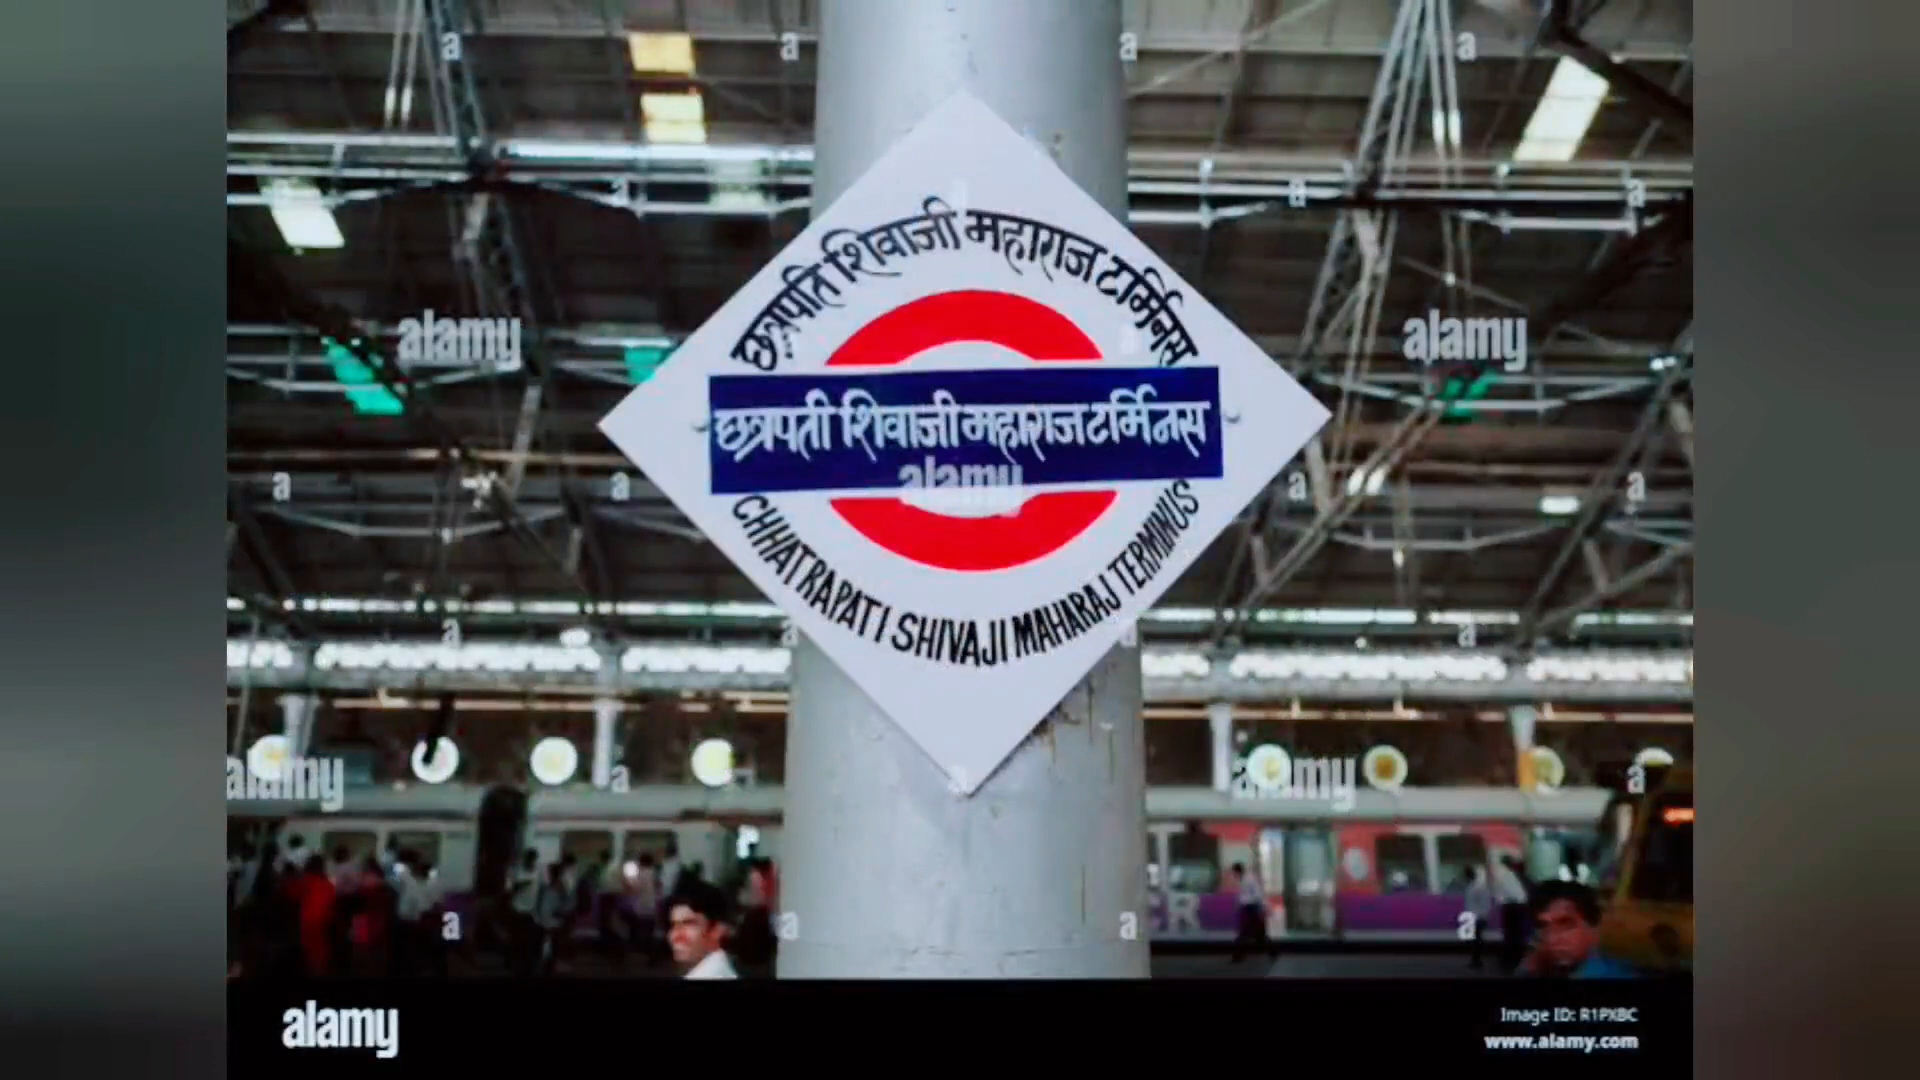 छत्रपति शिवाजी महाराज टर्मिनस
छत्रपती शिवाजी महाराज टर्मिनस
CHHATRAPATI SHIVAJI MAHARAJ TERMINUS
CR
alamy
alamy
alamy
alamy
alamy
alamy
Image ID: R1PXBC
www.alamy.com